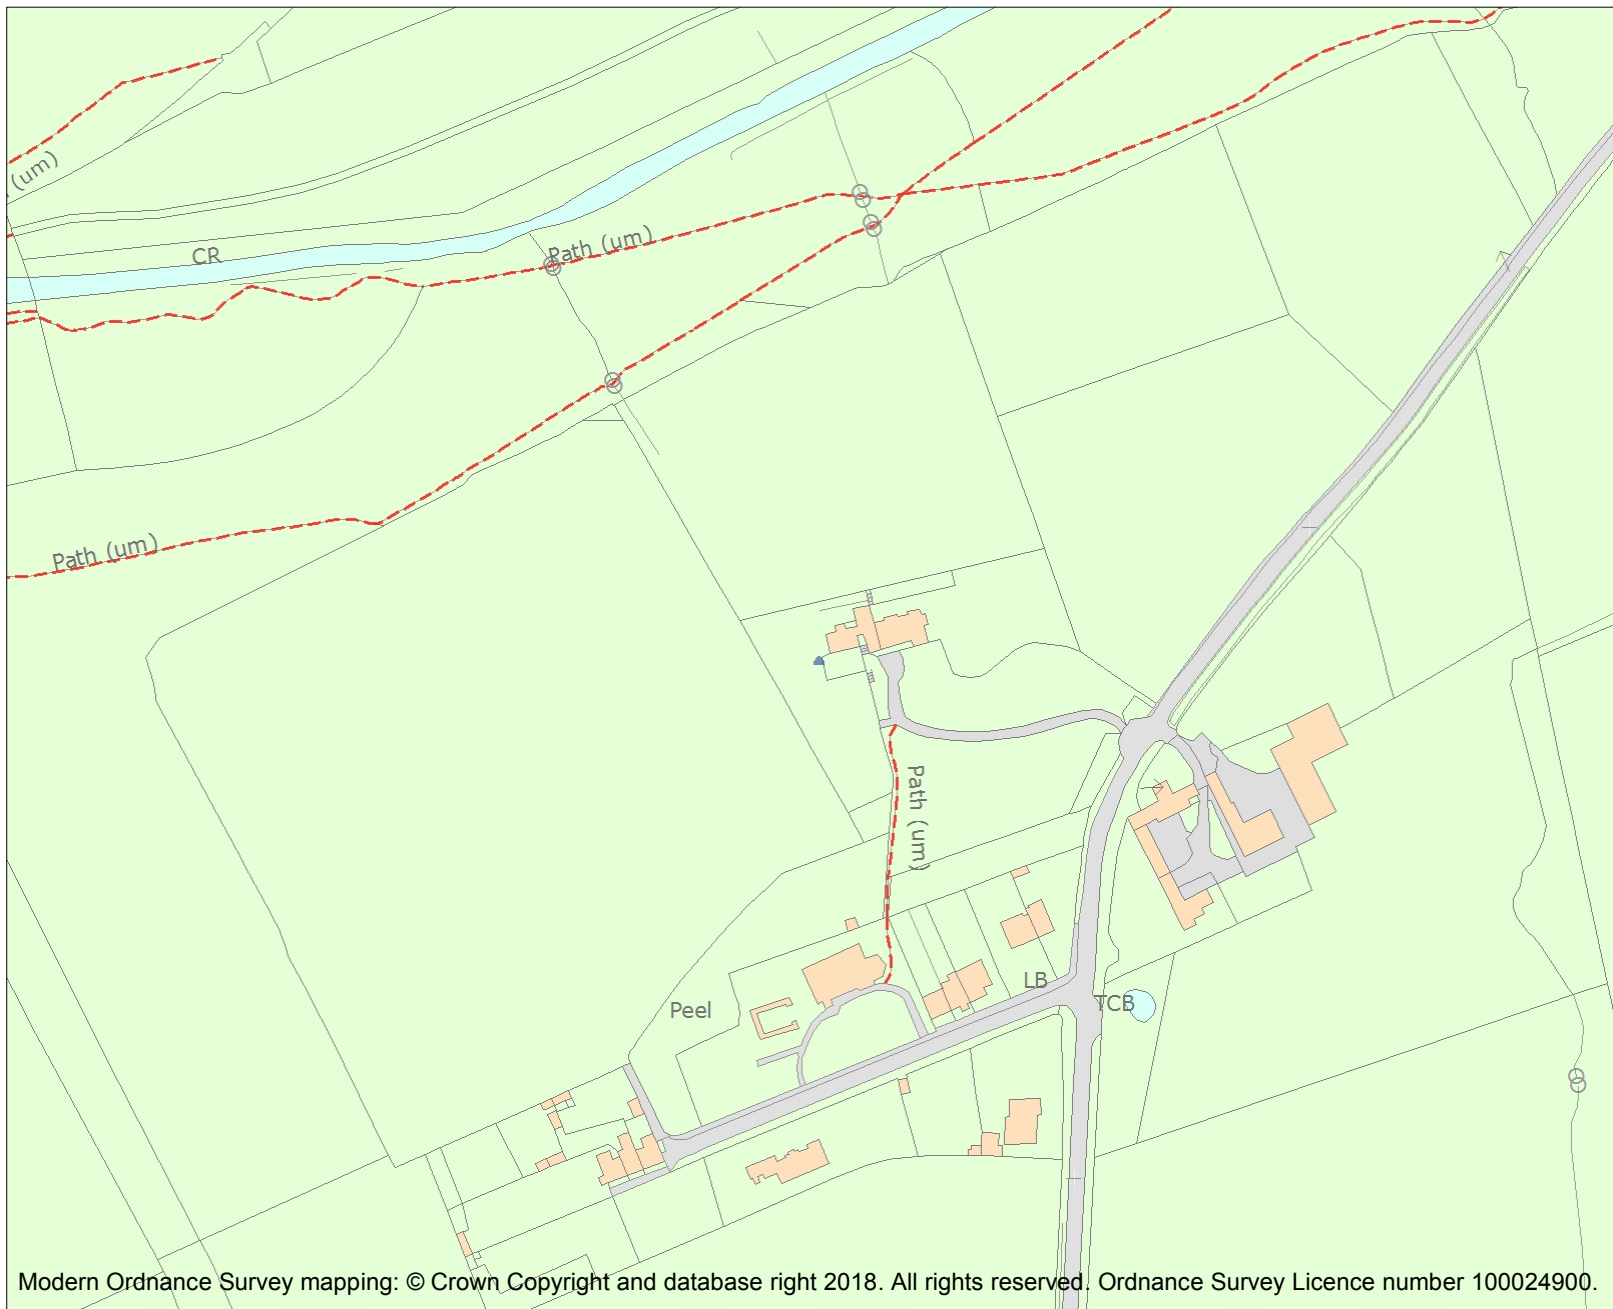 (um)
CR
Path (um)
Path (um)
Path (um)
LB
TCB
Peel
Modern Ordnance Survey mapping: © Crown Copyright and database right 2018. All rights reserved. Ordnance Survey Licence number 100024900.